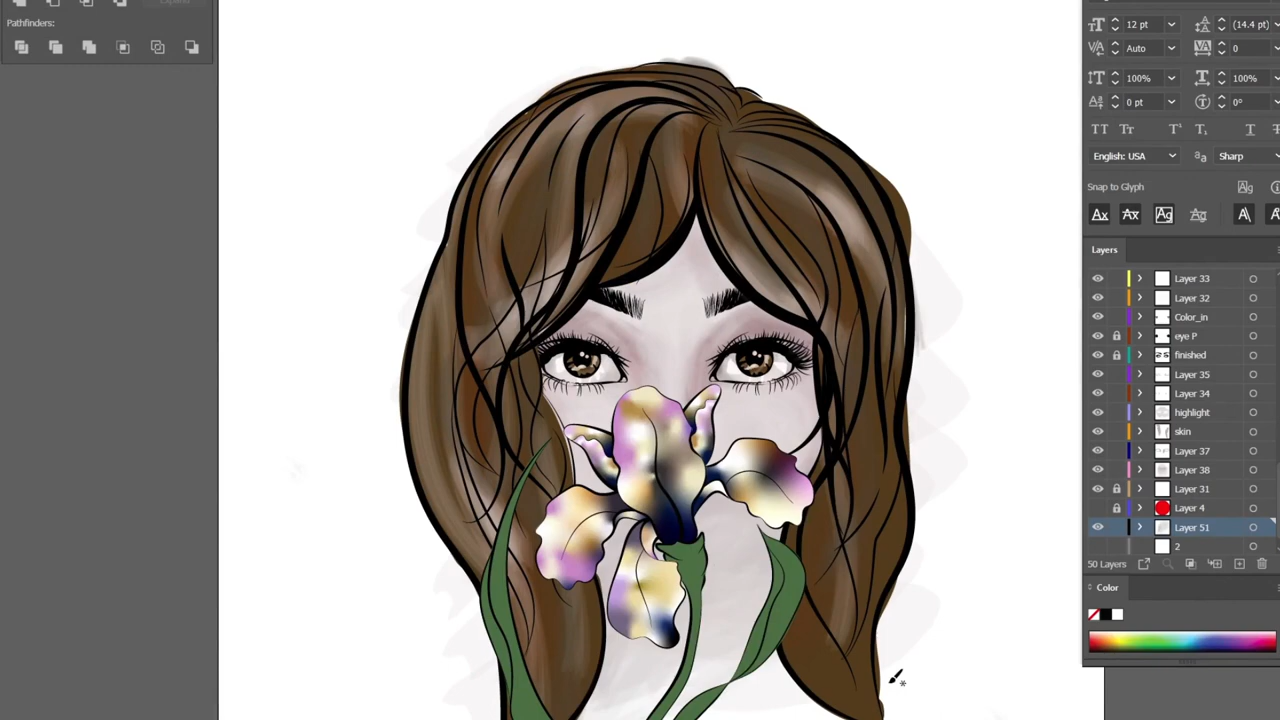 Expand
Pathfinders:
12 pt (14.4 pt)
Auto 0
100% 100%
0 pt 0°
English: USA Sharp
Snap to Glyph
Layers
Layer 33
Layer 32
Color_in
eye P
finished
Layer 35
Layer 34
highlight
skin
Layer 37
Layer 38
Layer 31
Layer 4
Layer 51
2
50 Layers
Color